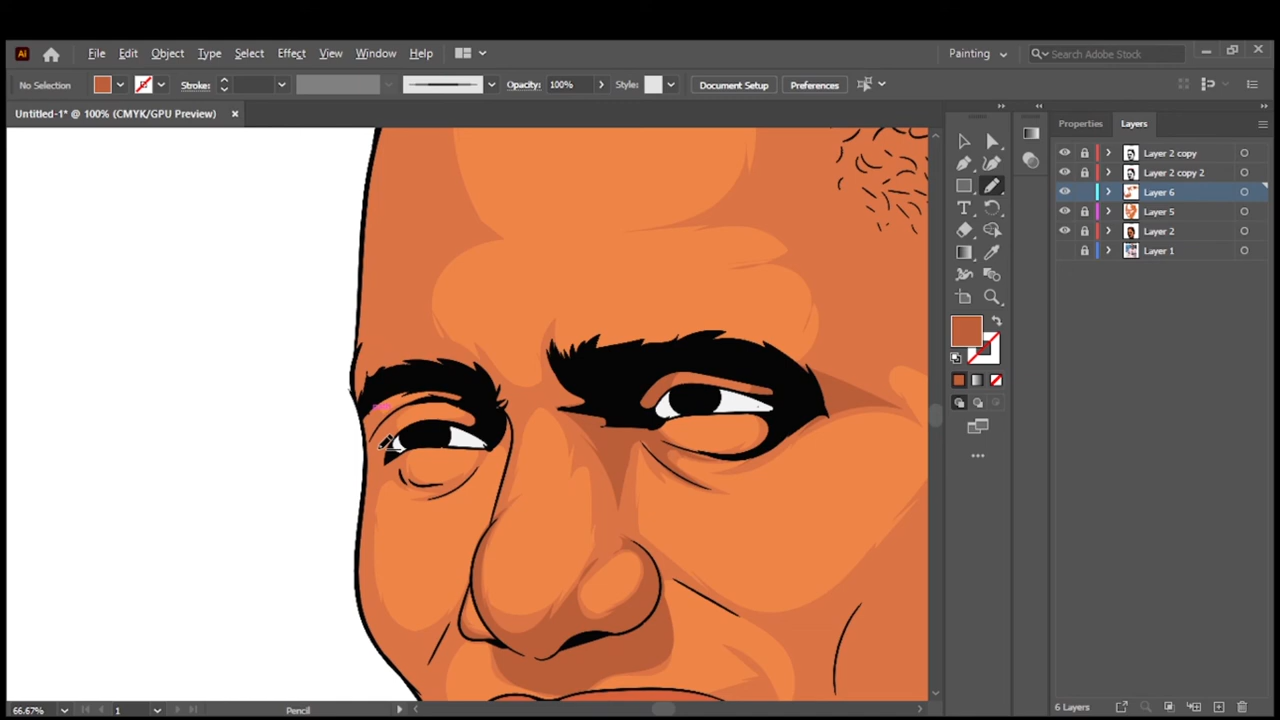 Ai File Edit Object Type Select Effect View Window Help Painting Search Adobe Stock
No Selection Stroke: Opacity: 100% Style: Document Setup Preferences
Untitled-1* @ 100% (CMYK/GPU Preview) × Properties Layers
Layer 2 copy
Layer 2 copy 2
Layer 6
Layer 5
Layer 2
Layer 1
66.67% 1 Pencil 6 Layers